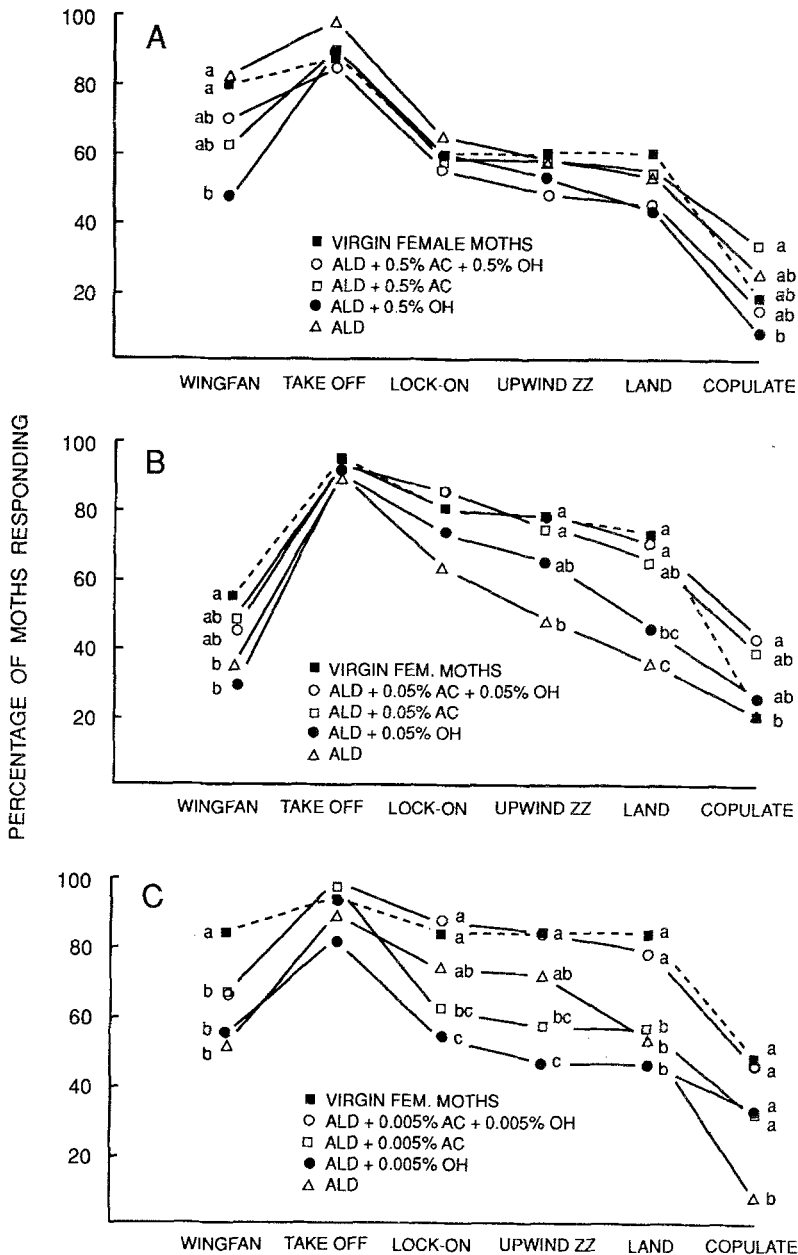 PERCENTAGE OF MOTHS RESPONDING
A
100
80
60
40
20
a
a
ab
ab
b
a
ab
ab
ab
b
VIRGIN FEMALE MOTHS
ALD + 0.5% AC + 0.5% OH
ALD + 0.5% AC
ALD + 0.5% OH
ALD
WINGFAN TAKE OFF LOCK-ON UPWIND ZZ LAND COPULATE
B
100
80
60
40
20
a
ab
ab
b
b
a
a
ab
b
a
a
ab
bc
c
a
ab
ab
b
VIRGIN FEM. MOTHS
ALD + 0.05% AC + 0.05% OH
ALD + 0.05% AC
ALD + 0.05% OH
ALD
WINGFAN TAKE OFF LOCK-ON UPWIND ZZ LAND COPULATE
C
100
80
60
40
20
a
b
b
b
a
a
ab
bc
c
a
ab
bc
c
a
a
b
b
b
a
a
a
a
b
VIRGIN FEM. MOTHS
ALD + 0.005% AC + 0.005% OH
ALD + 0.005% AC
ALD + 0.005% OH
ALD
WINGFAN TAKE OFF LOCK-ON UPWIND ZZ LAND COPULATE